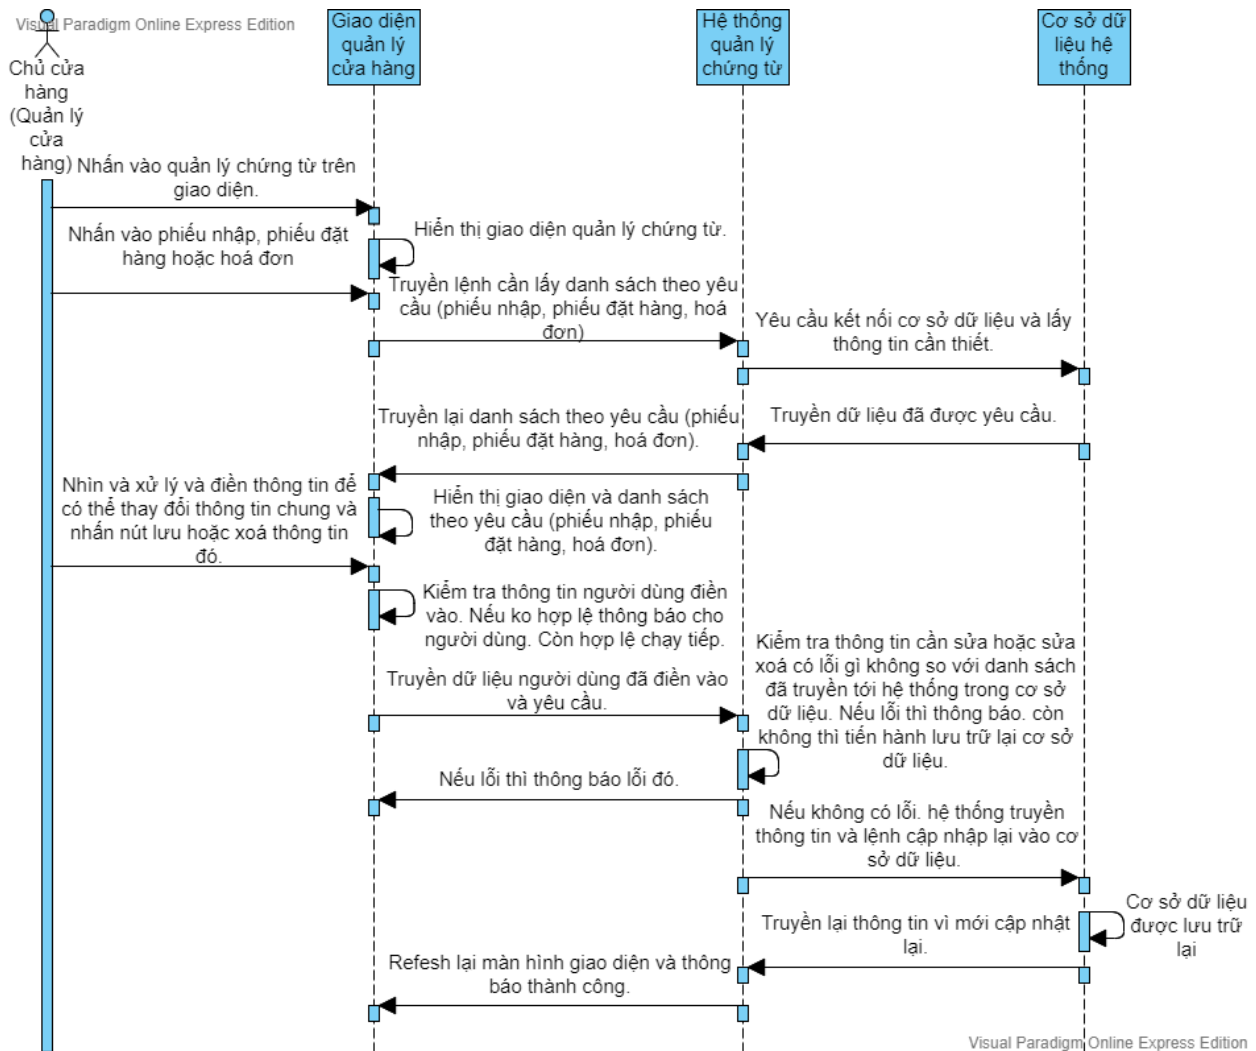 Visual Paradigm Online Express Edition
Chủ cửa
hàng
(Quản lý
cửa
hàng)
Giao diện
quản lý
cửa hàng
Hệ thống
quản lý
chứng từ
Cơ sở dữ
liệu hệ
thống
Nhấn vào quản lý chứng từ trên
giao diện.
Hiển thị giao diện quản lý chứng từ.
Nhấn vào phiếu nhập, phiếu đặt
hàng hoặc hoá đơn
Truyền lệnh cần lấy danh sách theo yêu
cầu (phiếu nhập, phiếu đặt hàng, hoá
đơn)
Yêu cầu kết nối cơ sở dữ liệu và lấy
thông tin cần thiết.
Truyền dữ liệu đã được yêu cầu.
Truyền lại danh sách theo yêu cầu (phiếu
nhập, phiếu đặt hàng, hoá đơn).
Hiển thị giao diện và danh sách
theo yêu cầu (phiếu nhập, phiếu
đặt hàng, hoá đơn).
Nhìn và xử lý và điền thông tin để
có thể thay đổi thông tin chung và
nhấn nút lưu hoặc xoá thông tin
đó.
Kiểm tra thông tin người dùng điền
vào. Nếu ko hợp lệ thông báo cho
người dùng. Còn hợp lệ chạy tiếp.
Truyền dữ liệu người dùng đã điền vào
và yêu cầu.
Kiểm tra thông tin cần sửa hoặc sửa
xoá có lỗi gì không so với danh sách
đã truyền tới hệ thống trong cơ sở
dữ liệu. Nếu lỗi thì thông báo. còn
không thì tiến hành lưu trữ lại cơ sở
dữ liệu.
Nếu lỗi thì thông báo lỗi đó.
Nếu không có lỗi. hệ thống truyền
thông tin và lệnh cập nhập lại vào cơ
sở dữ liệu.
Cơ sở dữ liệu
được lưu trữ
lại
Truyền lại thông tin vì mới cập nhật
lại.
Refesh lại màn hình giao diện và thông
báo thành công.
Visual Paradigm Online Express Edition